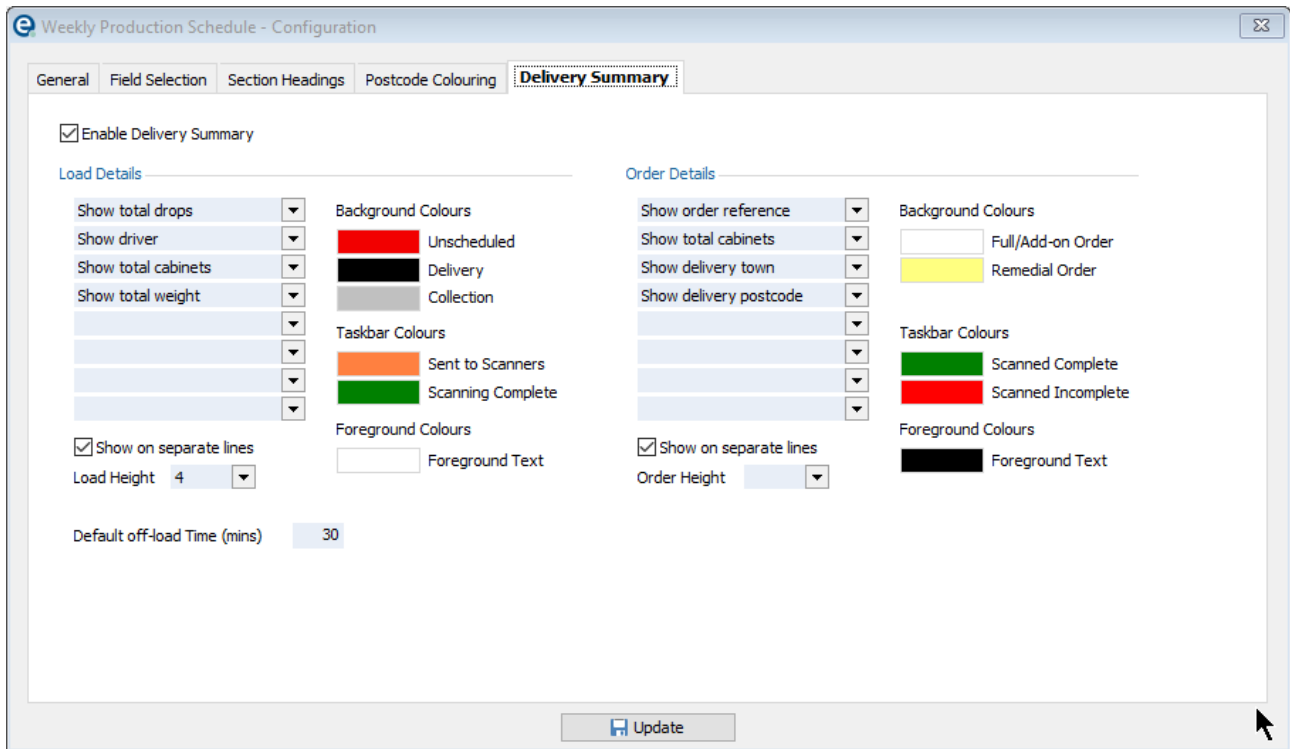 Weekly Production Schedule - Configuration
General Field Selection Section Headings Postcode Colouring Delivery Summary
Enable Delivery Summary
Load Details
Show total drops
Show driver
Show total cabinets
Show total weight
Background Colours
Unscheduled
Delivery
Collection
Taskbar Colours
Sent to Scanners
Scanning Complete
Foreground Colours
Foreground Text
Show on separate lines
Load Height 4
Default off-load Time (mins) 30
Order Details
Show order reference
Show total cabinets
Show delivery town
Show delivery postcode
Background Colours
Full/Add-on Order
Remedial Order
Taskbar Colours
Scanned Complete
Scanned Incomplete
Foreground Colours
Foreground Text
Show on separate lines
Order Height
Update